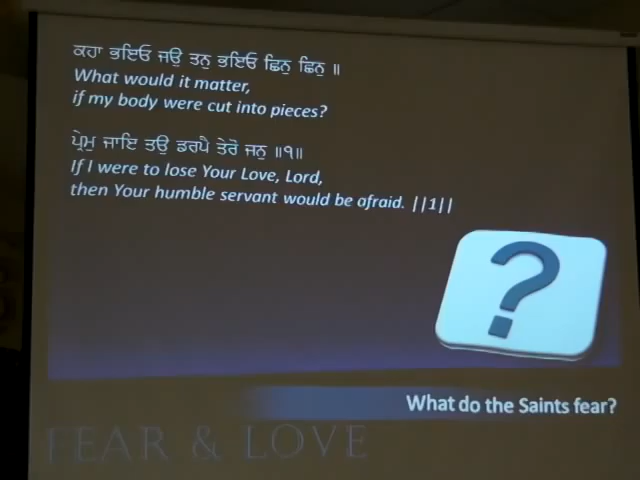 ਕਹਾ ਭਇਓ ਜਉ ਤਨੁ ਭਇਓ ਛਿਨੁ ਛਿਨੁ ॥
What would it matter,
if my body were cut into pieces?
ਪ੍ਰੇਮੁ ਜਾਇ ਤਉ ਡਰਪੈ ਤੇਰੋ ਜਨੁ ॥੧॥
If I were to lose Your Love, Lord,
then Your humble servant would be afraid. ||1||
?
What do the Saints fear?
FEAR & LOVE